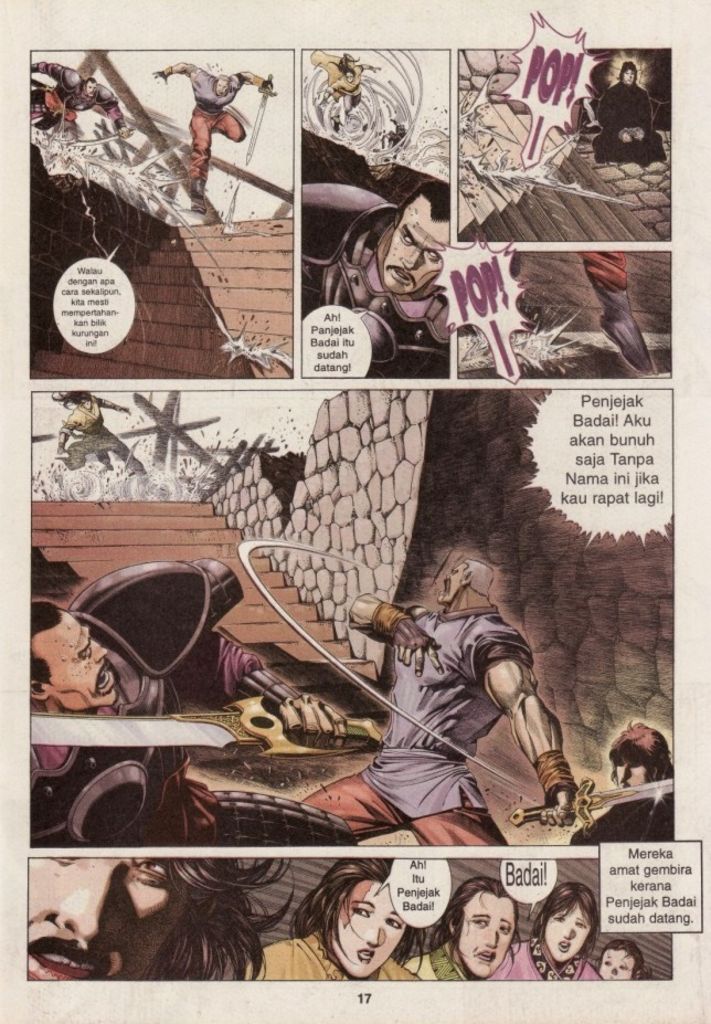 Walau
dengan apa
cara sekalipun,
kita mesti
mempertahan-
kan bilik
kurungan
ini!
Ah!
Panjejak
Badai itu
sudah
datang!
POP!
POP!
Penjejak
Badai! Aku
akan bunuh
saja Tanpa
Nama ini jika
kau rapat lagi!
Ah!
Itu
Penjejak
Badai!
Badai!
Mereka
amat gembira
kerana
Penjejak Badai
sudah datang.
17